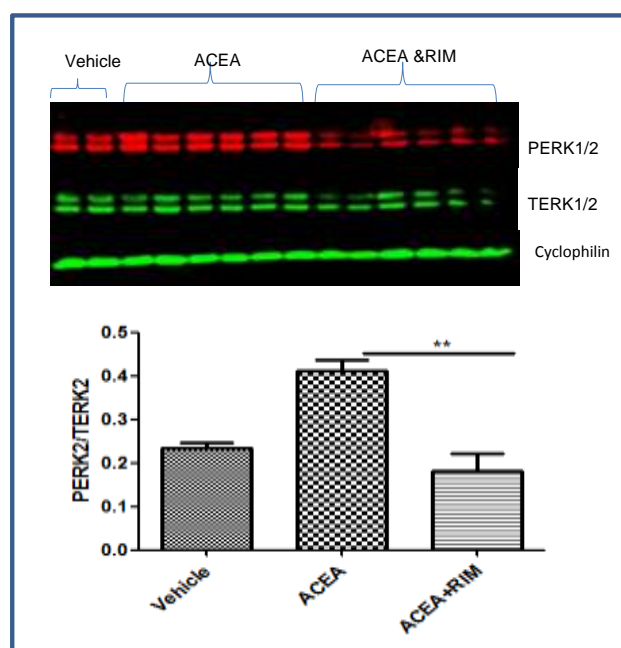 Vehicle
ACEA
ACEA &RIM
PERK1/2
TERK1/2
Cyclophilin
**
PERK2/TERK2
0.5
0.4
0.3
0.2
0.1
0.0
Vehicle
ACEA
ACEA+RIM